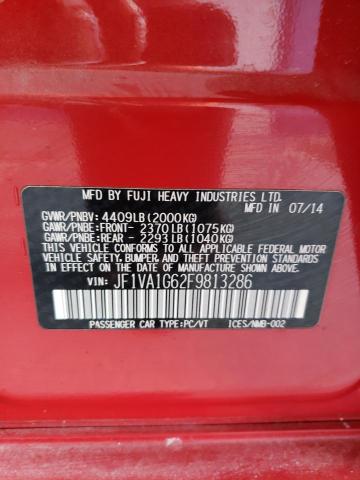 MFD BY FUJI HEAVY INDUSTRIES LTD.
MFD IN 07/14
GVWR/PNBV: 4409LB(2000KG)
GAWR/PNBE:FRONT- 2370LB(1075KG)
GAWR/PNBE:REAR - 2293LB(1040KG)
THIS VEHICLE CONFORMS TO ALL APPLICABLE FEDERAL MOTOR
VEHICLE SAFETY, BUMPER, AND THEFT PREVENTION STANDARDS
IN EFFECT ON THE DATE OF MANUFACTURE SHOWN ABOVE.
VIN: JF1VA1G62F9813286
PASSENGER CAR TYPE:PC/VT ICES/NMB-002